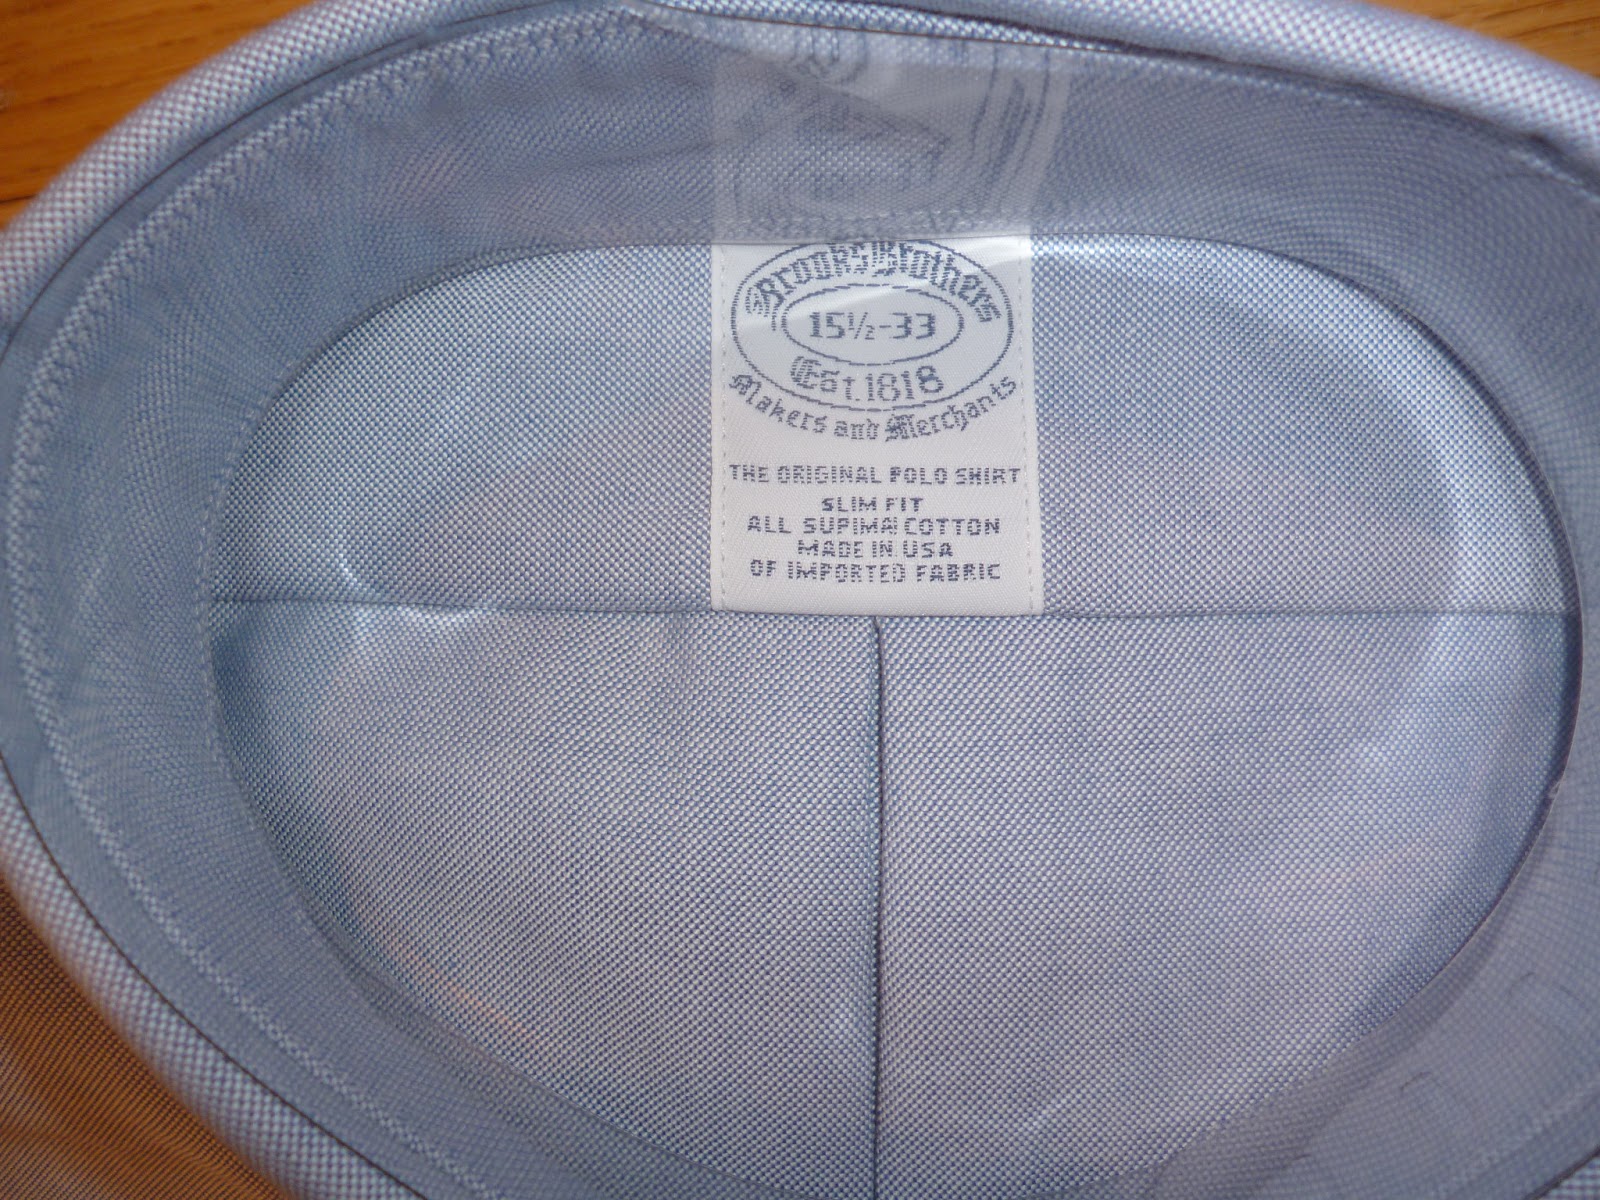 Brooks Brothers
15½-33
Est. 1818
Makers and Merchants
THE ORIGINAL POLO SHIRT
SLIM FIT
ALL SUPIMA COTTON
MADE IN USA
OF IMPORTED FABRIC